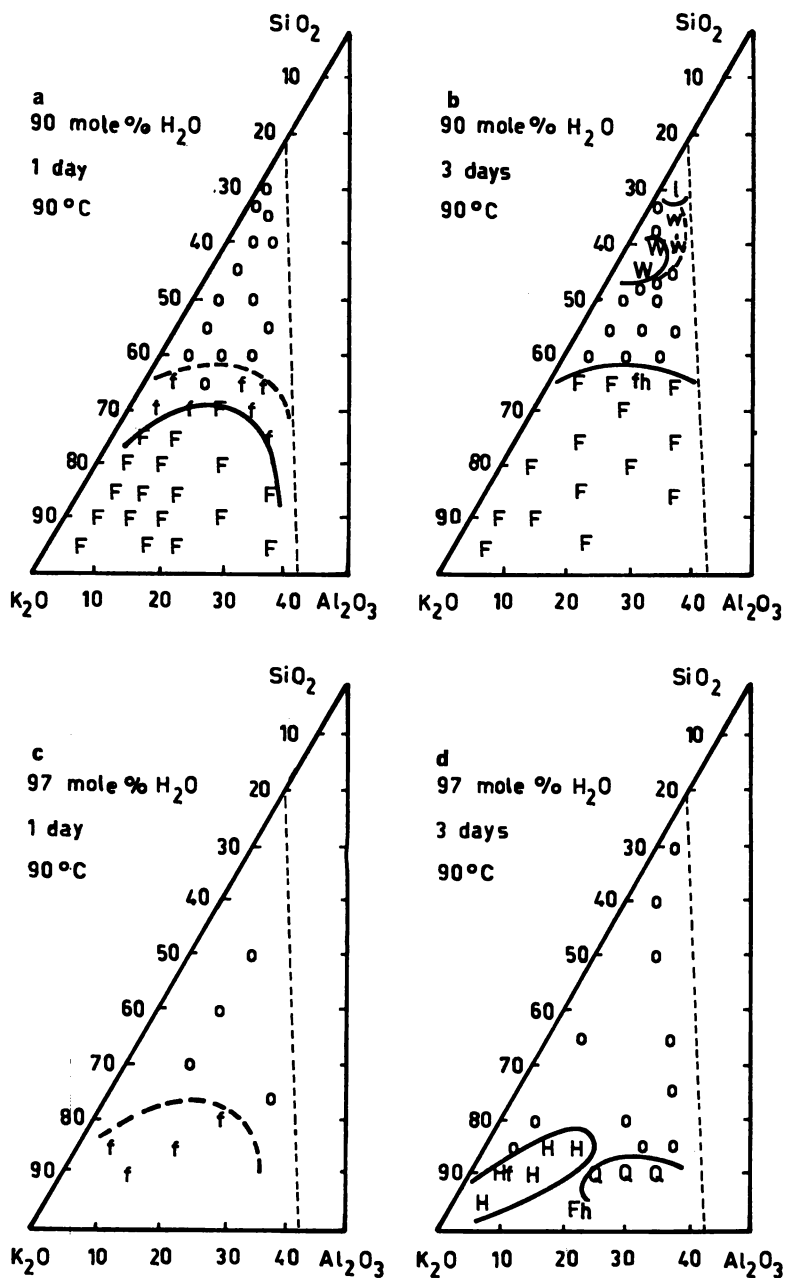 SiO2
10
a
90 mole % H2O
20
1 day
30 o
90 °C
o o
40 o o
o
50 o o
o o
60 o o o
f o f f
70 f f F f
F F f
80 F F F F
F F F F
90 F F F F
F F F F
K2O 10 20 30 40 Al2O3
SiO2
10
b
90 mole % H2O
20
3 days
30 l
90 °C
o w
o
40 W w
W o
o o
50 o o
o o o
60 o o o
F F fh F
70 F
F F
80 F F
F F
90 F F
F F
K2O 10 20 30 40 Al2O3
SiO2
10
c
97 mole % H2O
20
1 day
30
90 °C
40
50 o
60 o
70 o
o
80 f
f f
90 f
K2O 10 20 30 40 Al2O3
SiO2
10
d
97 mole % H2O
20
3 days
30 o
90 °C
40 o
50 o
60
o o
70
o
80 o o
o H H o o
90 Hf H Q Q Q
H Fh
K2O 10 20 30 40 Al2O3